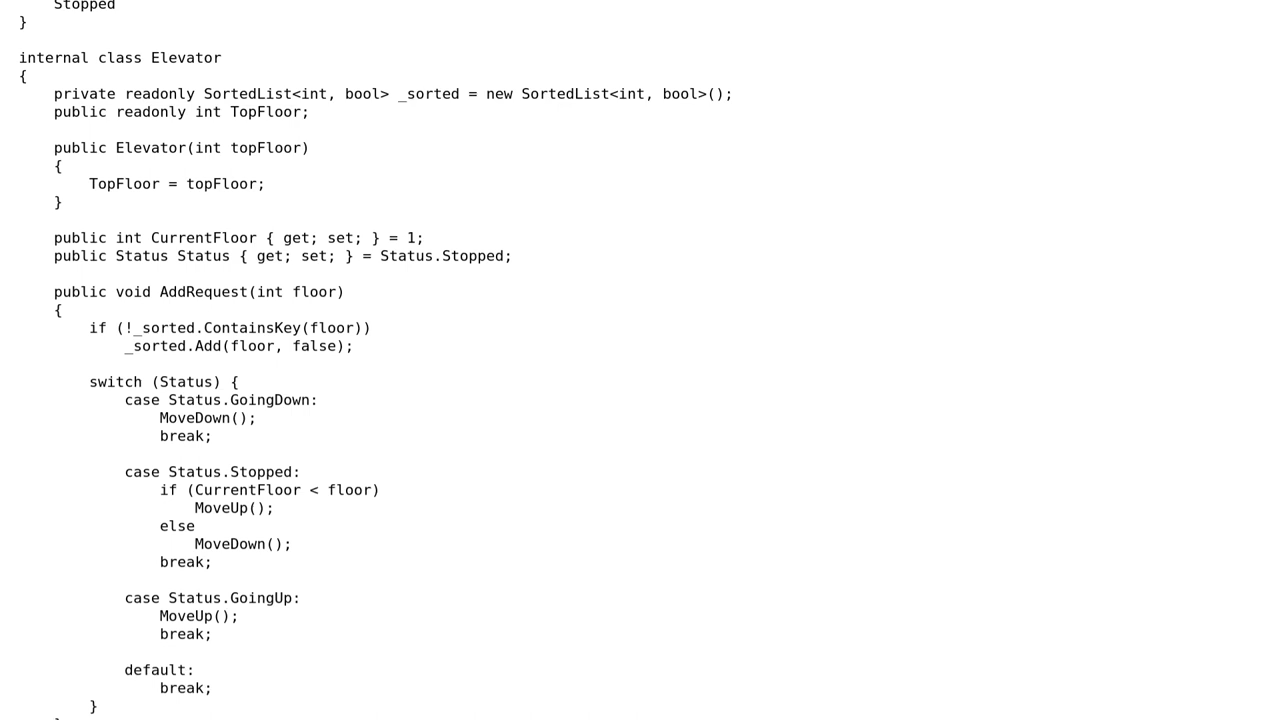 Stopped
}

internal class Elevator
{
    private readonly SortedList<int, bool> _sorted = new SortedList<int, bool>();
    public readonly int TopFloor;

    public Elevator(int topFloor)
    {
        TopFloor = topFloor;
    }

    public int CurrentFloor { get; set; } = 1;
    public Status Status { get; set; } = Status.Stopped;

    public void AddRequest(int floor)
    {
        if (!_sorted.ContainsKey(floor))
            _sorted.Add(floor, false);

        switch (Status) {
            case Status.GoingDown:
                MoveDown();
                break;

            case Status.Stopped:
                if (CurrentFloor < floor)
                    MoveUp();
                else
                    MoveDown();
                break;

            case Status.GoingUp:
                MoveUp();
                break;

            default:
                break;
        }
    }